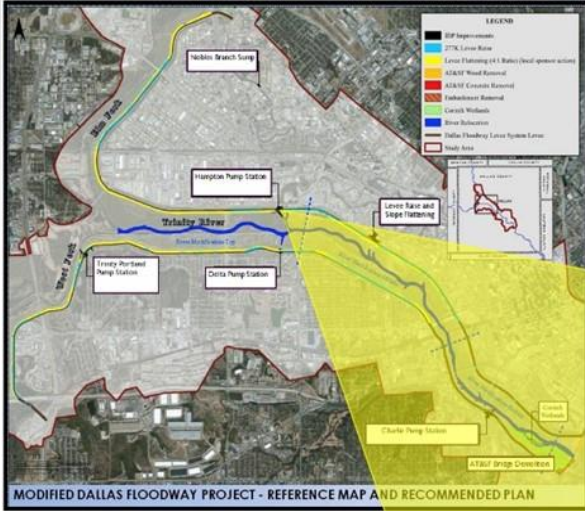 LEGEND
IDP Improvements
277K Levee Raise
Levee Flattening (4:1 Ratio) (local sponsor action)
AT&SF Wood Removal
AT&SF Concrete Removal
Embankment Removal
Corinth Wetlands
River Relocation
Dallas Floodway Levee System Levee
Study Area
Nobles Branch Sump
Elm Fork
Hampton Pump Station
Levee Raise and
Slope Flattening
Trinity River
West Fork
Trinity Portland
Pump Station
Delta Pump Station
Charlie Pump Station
Corinth
Wetlands
AT&SF Bridge Demolition
MODIFIED DALLAS FLOODWAY PROJECT - REFERENCE MAP AND RECOMMENDED PLAN